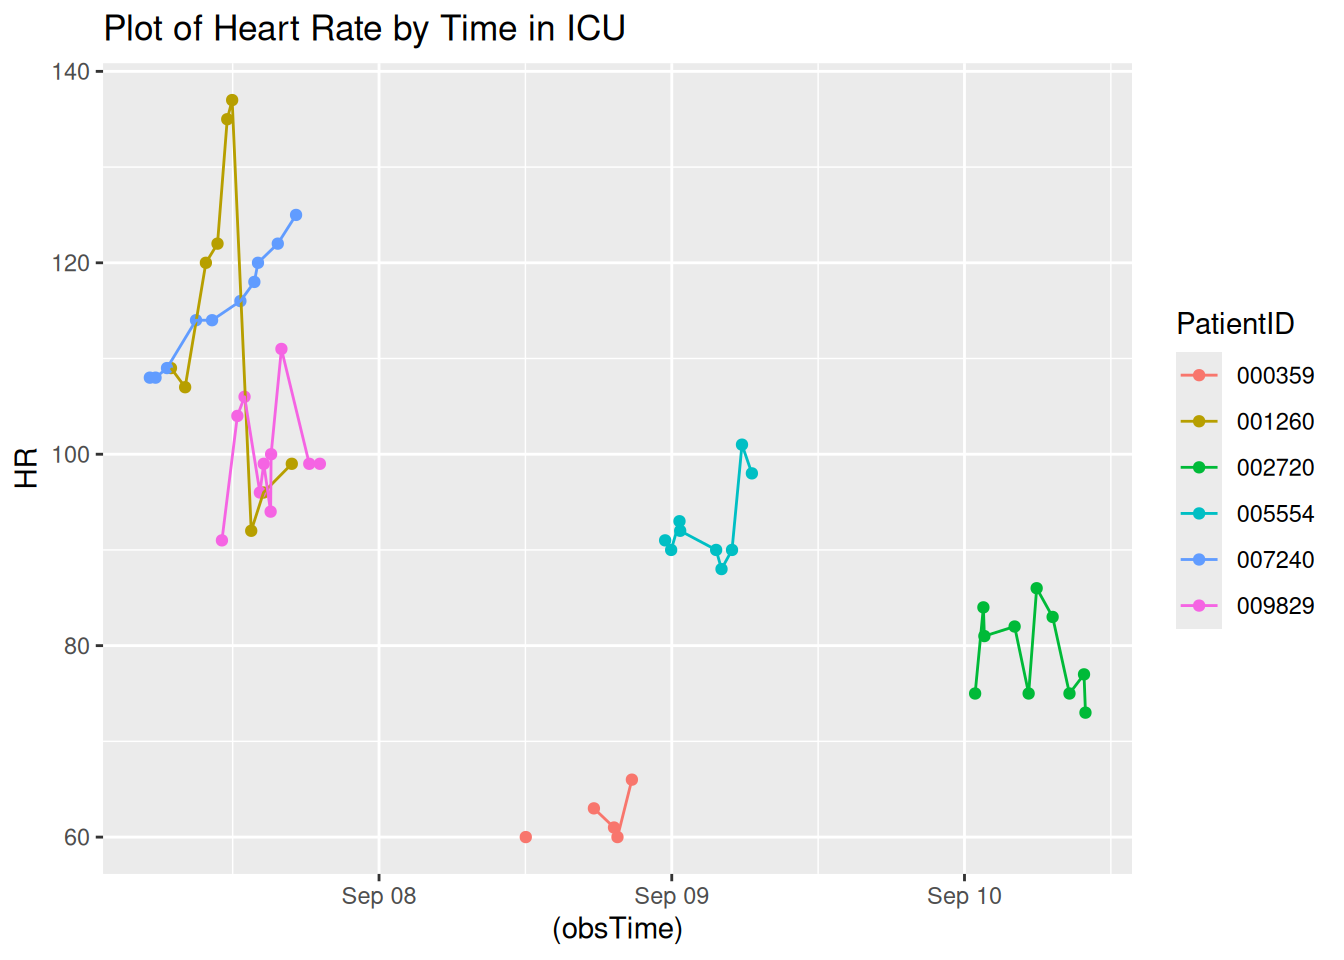 Plot of Heart Rate by Time in ICU
140
120
100
80
60
HR
Sep 08
Sep 09
Sep 10
(obsTime)
PatientID
000359
001260
002720
005554
007240
009829